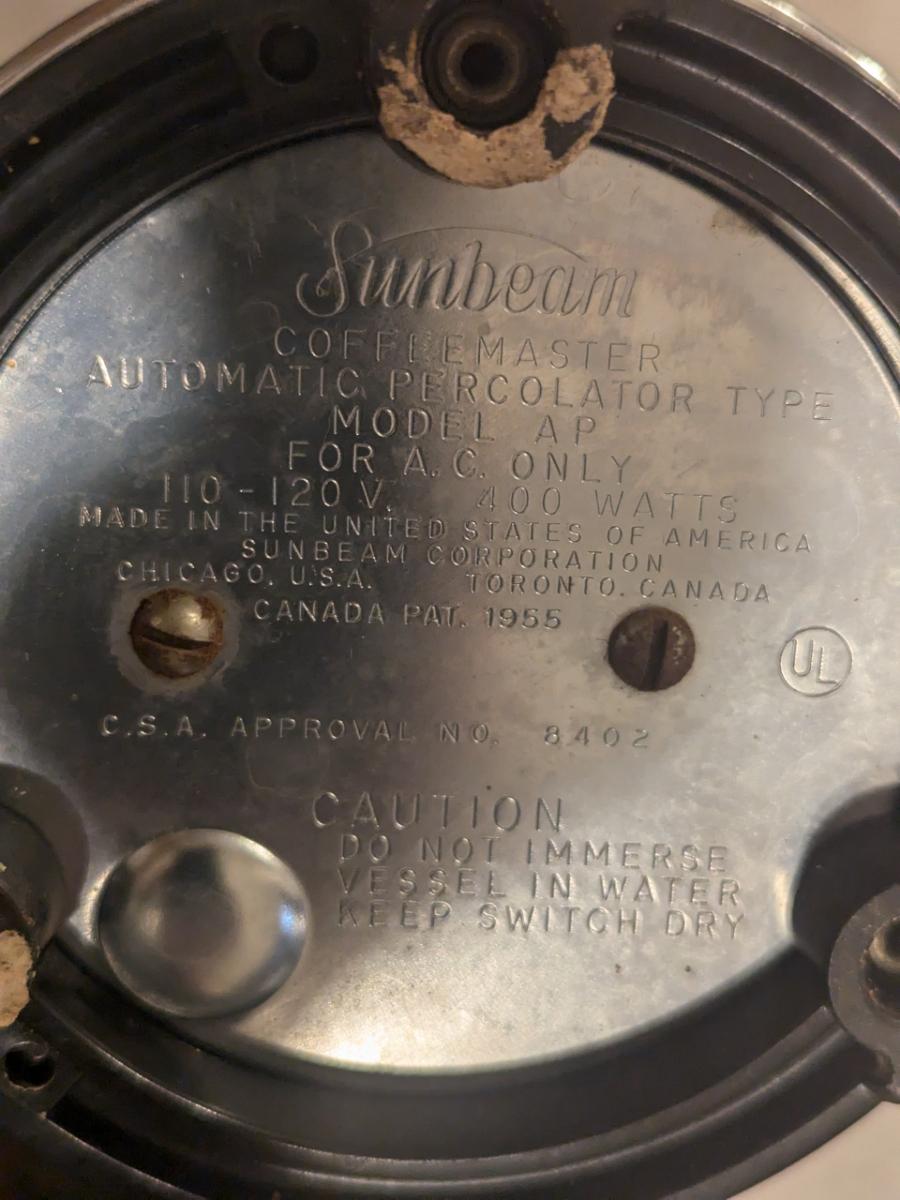 Sunbeam
COFFEEMASTER
AUTOMATIC PERCOLATOR TYPE
MODEL AP
FOR A.C. ONLY
110-120 V. 400 WATTS
MADE IN THE UNITED STATES OF AMERICA
SUNBEAM CORPORATION
CHICAGO, U.S.A. TORONTO, CANADA
CANADA PAT. 1955
UL
C.S.A. APPROVAL NO. 8402
CAUTION
DO NOT IMMERSE
VESSEL IN WATER
KEEP SWITCH DRY